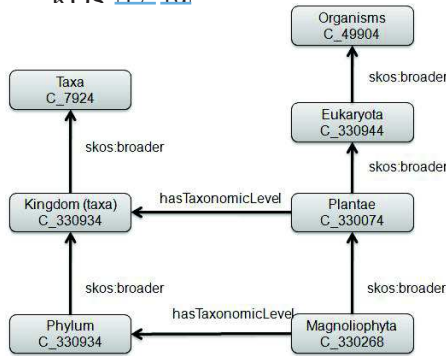 Organisms
C_49904
Taxa
C_7924
Eukaryota
C_330944
skos:broader
skos:broader
skos:broader
hasTaxonomicLevel
Kingdom (taxa)
C_330934
Plantae
C_330074
skos:broader
skos:broader
hasTaxonomicLevel
Phylum
C_330934
Magnoliophyta
C_330268